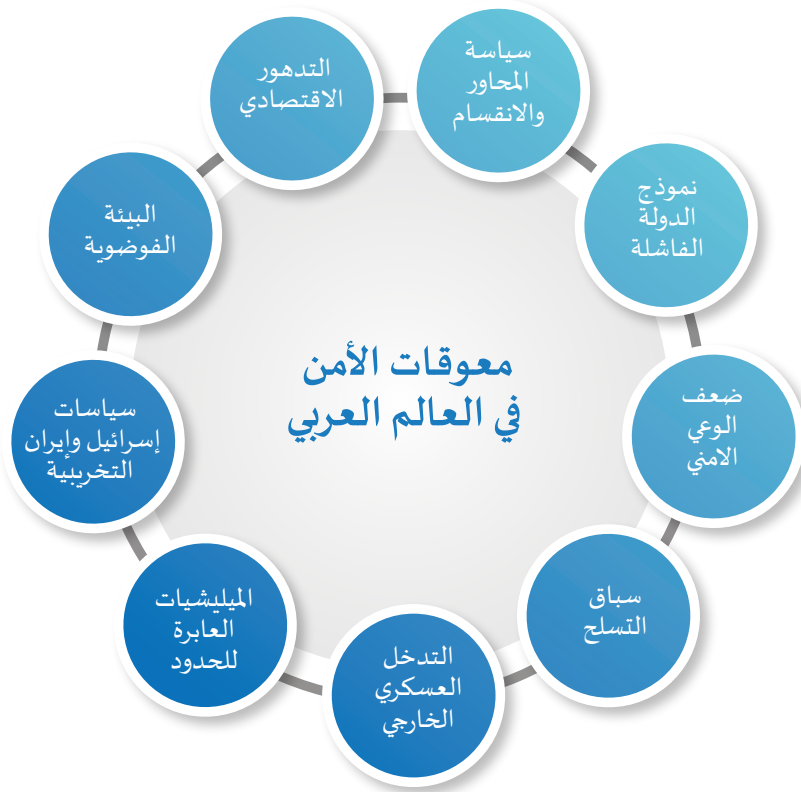 معوقات الأمن
في العالم العربي
سياسة
المحاور
والانقسام
نموذج
الدولة
الفاشلة
ضعف
الوعي
الامني
سباق
التسلح
التدخل
العسكري
الخارجي
الميليشيات
العابرة
للحدود
سياسات
إسرائيل وإيران
التخريبية
البيئة
الفوضوية
التدهور
الاقتصادي